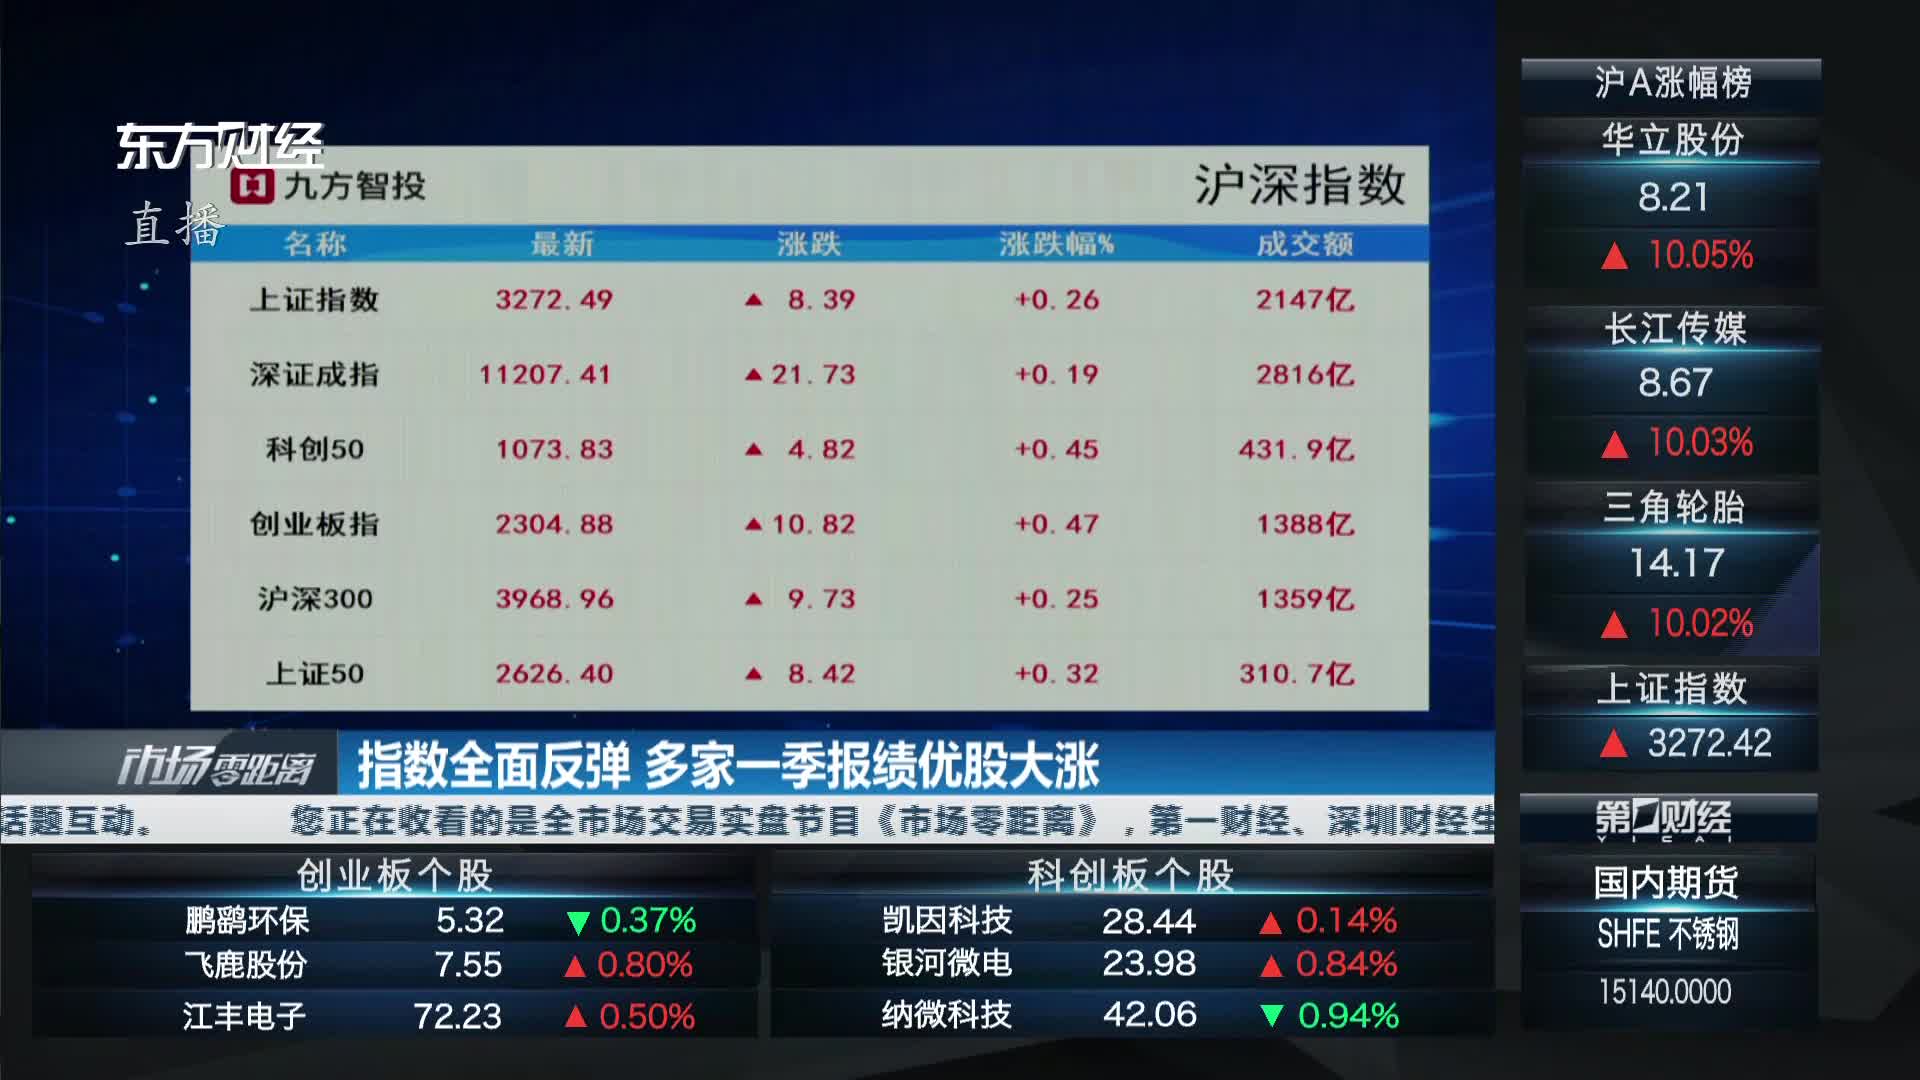 东方财经
直播
九方智投
沪深指数
名称 最新 涨跌 涨跌幅% 成交额
上证指数 3272.49 ▲ 8.39 +0.26 2147亿
深证成指 11207.41 ▲ 21.73 +0.19 2816亿
科创50 1073.83 ▲ 4.82 +0.45 431.9亿
创业板指 2304.88 ▲ 10.82 +0.47 1388亿
沪深300 3968.96 ▲ 9.73 +0.25 1359亿
上证50 2626.40 ▲ 8.42 +0.32 310.7亿
市场零距离
指数全面反弹 多家一季报绩优股大涨
话题互动。 您正在收看的是全市场交易实盘节目《市场零距离》，第一财经、深圳财经生
创业板个股
鹏鹞环保 5.32 ▼ 0.37%
飞鹿股份 7.55 ▲ 0.80%
江丰电子 72.23 ▲ 0.50%
科创板个股
凯因科技 28.44 ▲ 0.14%
银河微电 23.98 ▲ 0.84%
纳微科技 42.06 ▼ 0.94%
沪A涨幅榜
华立股份
8.21
▲ 10.05%
长江传媒
8.67
▲ 10.03%
三角轮胎
14.17
▲ 10.02%
上证指数
▲ 3272.42
第一财经
YICAI
国内期货
SHFE 不锈钢
15140.0000